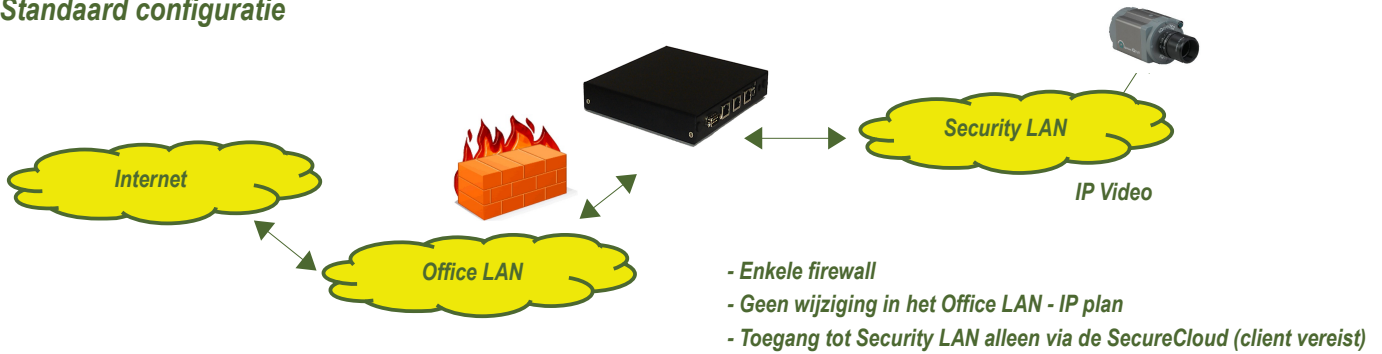 Standaard configuratie
Internet
Office LAN
Security LAN
IP Video
- Enkele firewall
- Geen wijziging in het Office LAN - IP plan
- Toegang tot Security LAN alleen via de SecureCloud (client vereist)